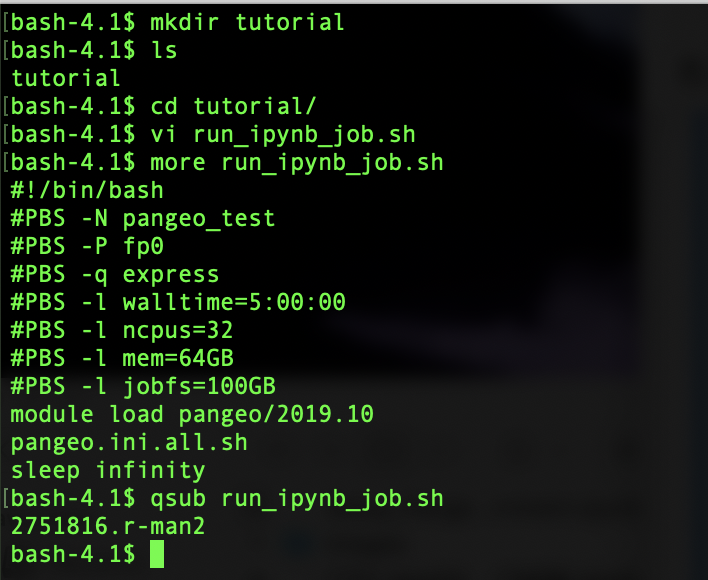 [bash-4.1$ mkdir tutorial
[bash-4.1$ ls
tutorial
[bash-4.1$ cd tutorial/
[bash-4.1$ vi run_ipynb_job.sh
[bash-4.1$ more run_ipynb_job.sh
#!/bin/bash
#PBS -N pangeo_test
#PBS -P fp0
#PBS -q express
#PBS -l walltime=5:00:00
#PBS -l ncpus=32
#PBS -l mem=64GB
#PBS -l jobfs=100GB
module load pangeo/2019.10
pangeo.ini.all.sh
sleep infinity
[bash-4.1$ qsub run_ipynb_job.sh
2751816.r-man2
bash-4.1$